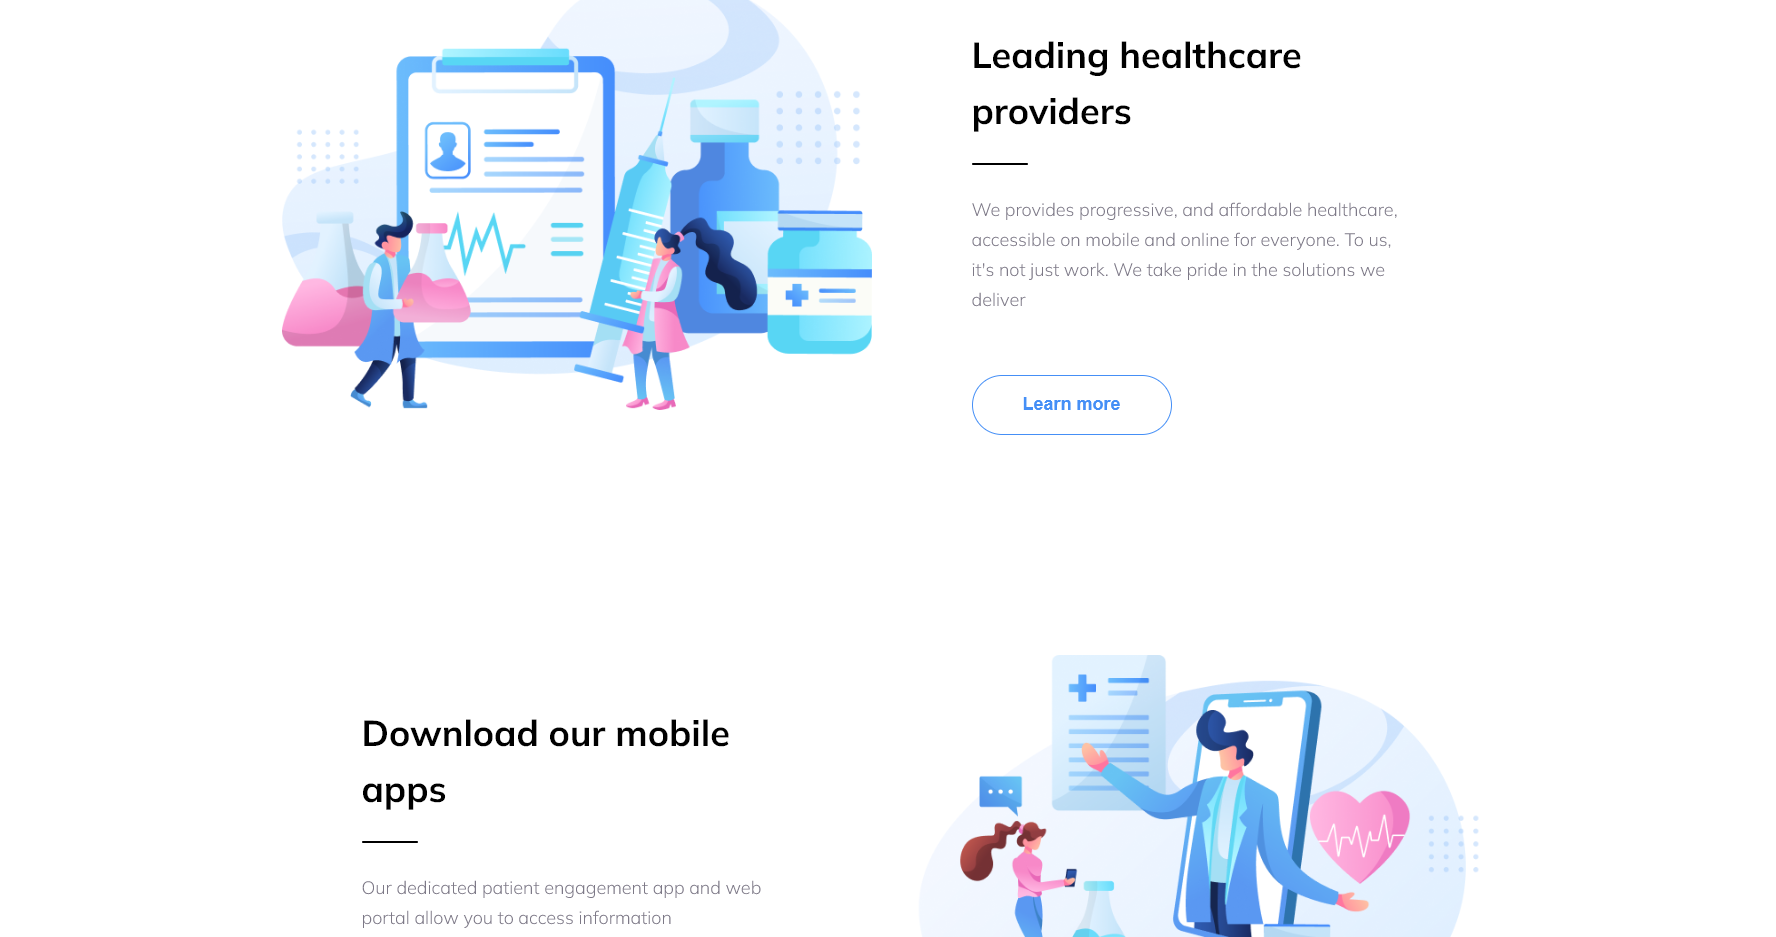 Leading healthcare
providers
We provides progressive, and affordable healthcare,
accessible on mobile and online for everyone. To us,
it's not just work. We take pride in the solutions we
deliver
Learn more
Download our mobile
apps
Our dedicated patient engagement app and web
portal allow you to access information